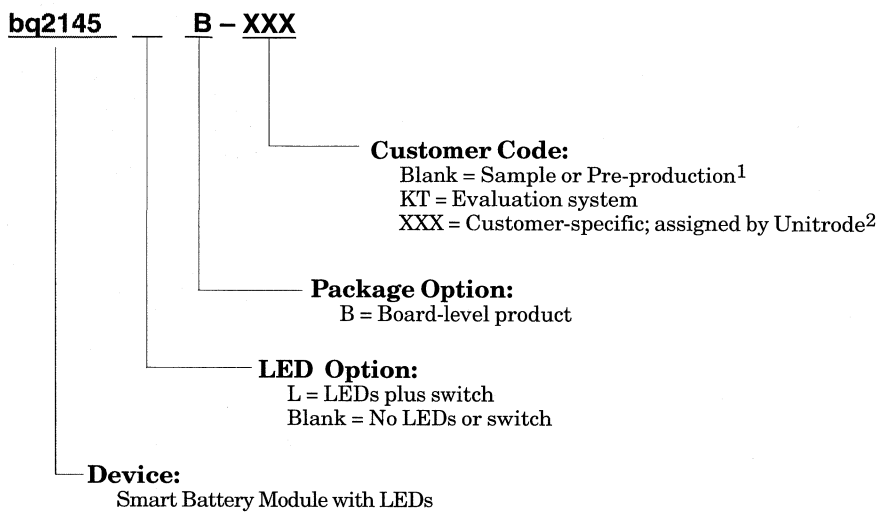 bq2145 __ B – XXX
Customer Code:
Blank = Sample or Pre-production1
KT = Evaluation system
XXX = Customer-specific; assigned by Unitrode2
Package Option:
B = Board-level product
LED Option:
L = LEDs plus switch
Blank = No LEDs or switch
Device:
Smart Battery Module with LEDs